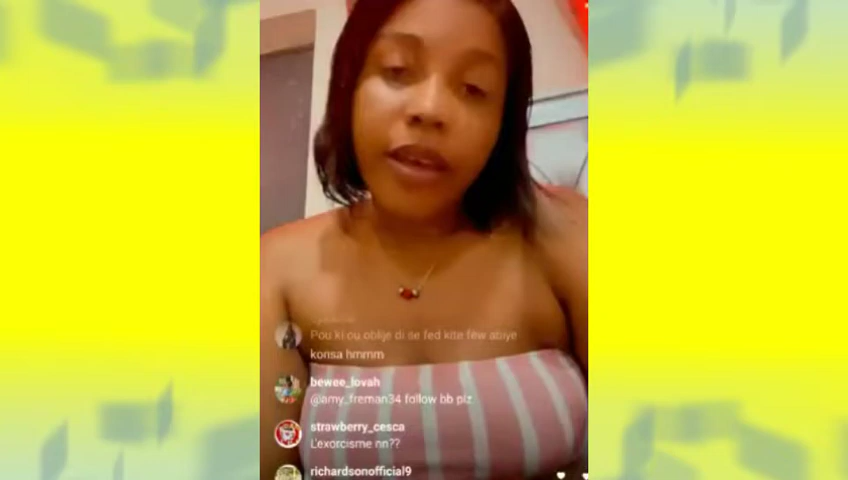 Pou ki ou oblije di se fed kite fèw abiye
konsa hmmm
bewee_lovah
@amy_freman34 follow bb plz
strawberry_cesca
L'exorcisme nn??
richardsonofficial9